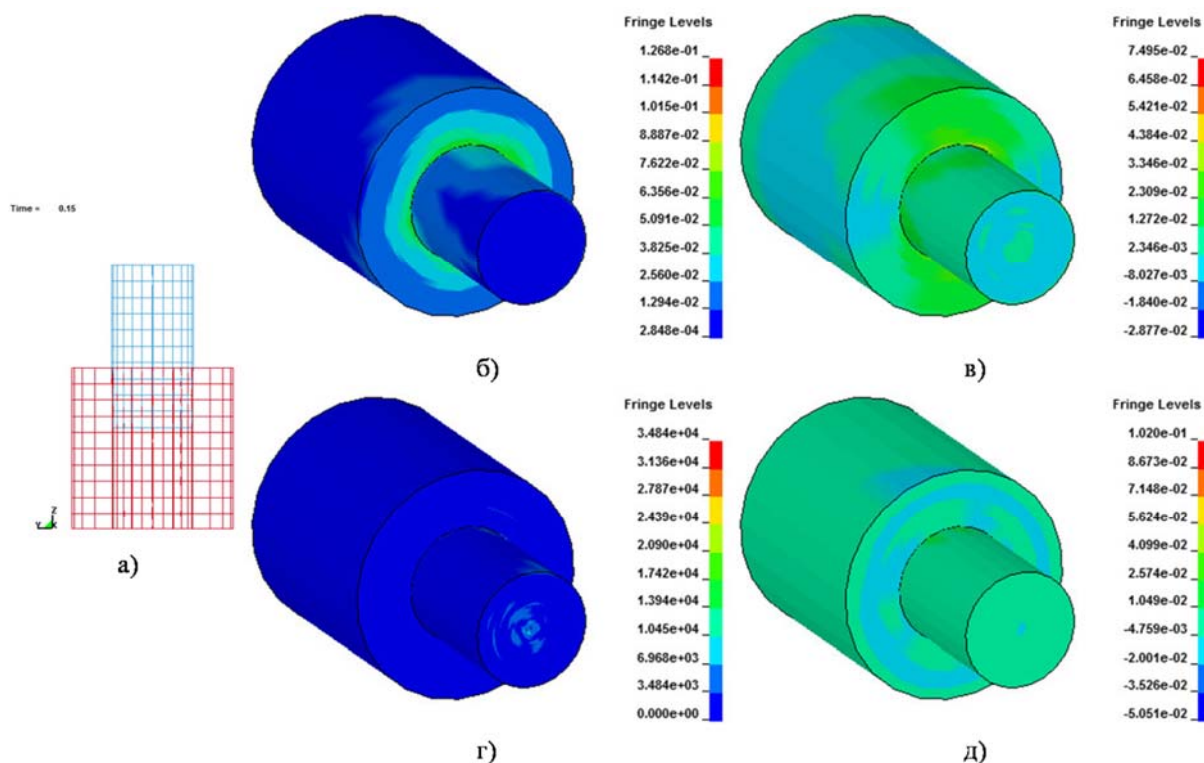 Time = 0.15
Z
Y X
а)
Fringe Levels
1.268e-01
1.142e-01
1.015e-01
8.887e-02
7.622e-02
6.356e-02
5.091e-02
3.825e-02
2.560e-02
1.294e-02
2.848e-04
б)
Fringe Levels
7.495e-02
6.458e-02
5.421e-02
4.384e-02
3.346e-02
2.309e-02
1.272e-02
2.346e-03
-8.027e-03
-1.840e-02
-2.877e-02
в)
Fringe Levels
3.484e+04
3.136e+04
2.787e+04
2.439e+04
2.090e+04
1.742e+04
1.394e+04
1.045e+04
6.968e+03
3.484e+03
0.000e+00
г)
Fringe Levels
1.020e-01
8.673e-02
7.148e-02
5.624e-02
4.099e-02
2.574e-02
1.049e-02
-4.759e-03
-2.001e-02
-3.526e-02
-5.051e-02
д)